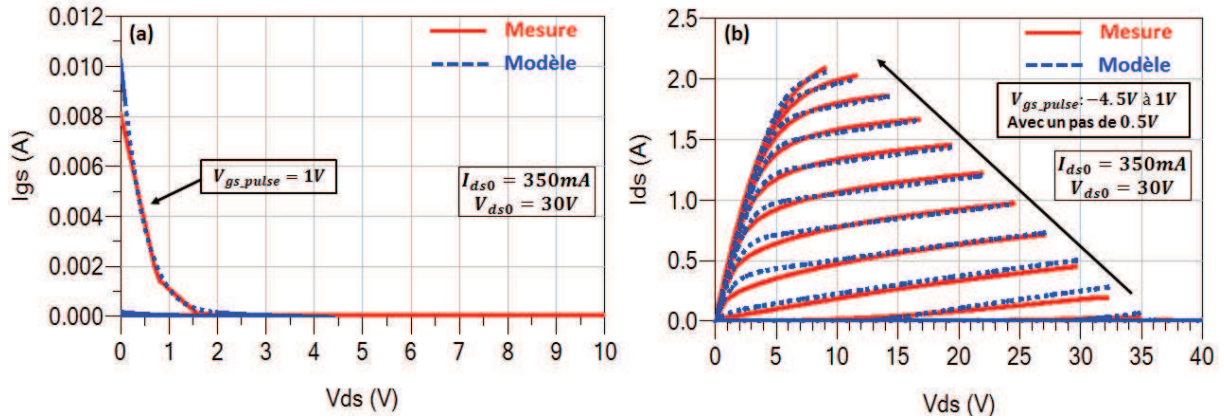 (a)
Mesure
Modèle
V_gs_pulse = 1V
I_ds0 = 350mA
V_ds0 = 30V
Igs (A)
0.012
0.010
0.008
0.006
0.004
0.002
0.000
0 1 2 3 4 5 6 7 8 9 10
Vds (V)
(b)
Mesure
Modèle
V_gs_pulse: −4.5V à 1V
Avec un pas de 0.5V
I_ds0 = 350mA
V_ds0 = 30V
Ids (A)
2.5
2.0
1.5
1.0
0.5
0.0
0 5 10 15 20 25 30 35 40
Vds (V)